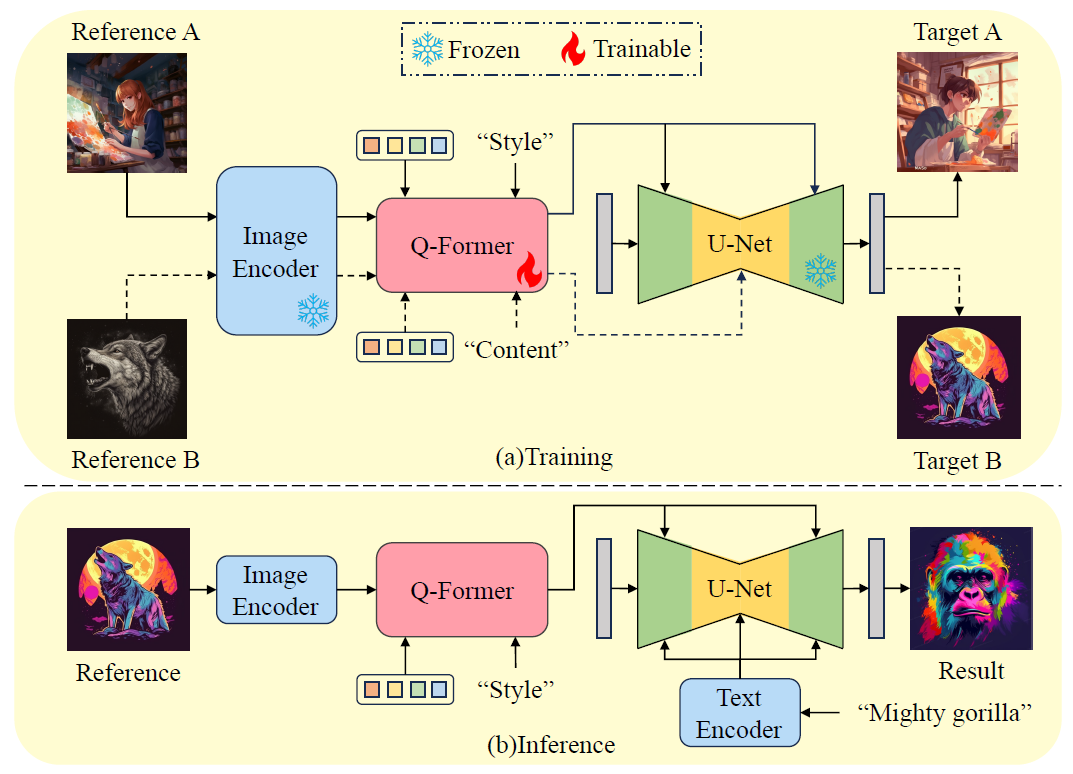 Reference A
Frozen
Trainable
Target A
“Style”
Image
Encoder
Q-Former
U-Net
“Content”
Reference B
(a)Training
Target B
Image
Encoder
Q-Former
U-Net
Reference
“Style”
Text
Encoder
“Mighty gorilla”
Result
(b)Inference